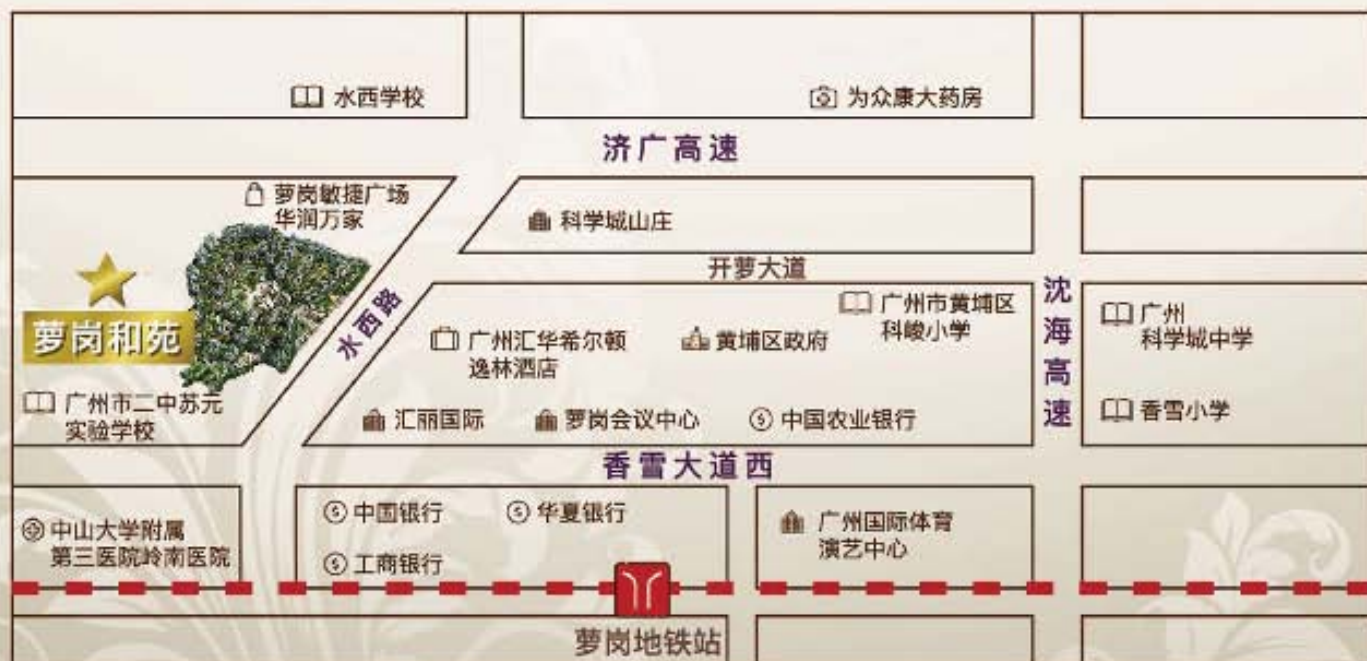 水西学校
为众康大药房
济广高速
萝岗敏捷广场
华润万家
科学城山庄
开萝大道
萝岗和苑
水西路
广州市二中苏元
实验学校
广州汇华希尔顿
逸林酒店
黄埔区政府
广州市黄埔区
科峻小学
汇丽国际
萝岗会议中心
中国农业银行
沈海高速
广州
科学城中学
香雪小学
香雪大道西
中山大学附属
第三医院岭南医院
中国银行
华夏银行
工商银行
广州国际体育
演艺中心
萝岗地铁站